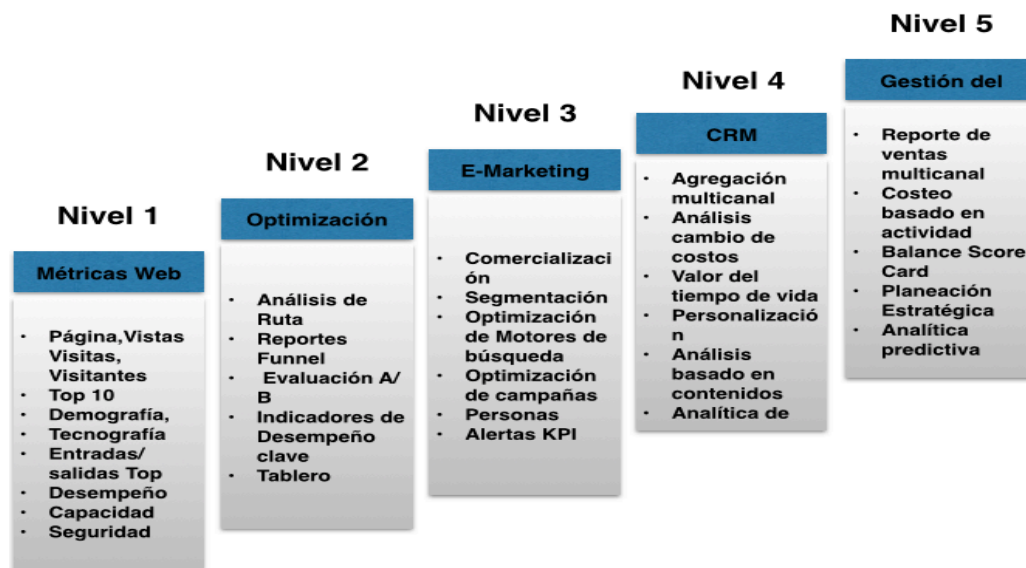 Nivel 1
Métricas Web
• Página,Vistas
Visitas,
Visitantes
• Top 10
• Demografía,
• Tecnografía
• Entradas/
salidas Top
• Desempeño
• Capacidad
• Seguridad
Nivel 2
Optimización
• Análisis de
Ruta
• Reportes
Funnel
• Evaluación A/
B
• Indicadores de
Desempeño
clave
• Tablero
Nivel 3
E-Marketing
• Comercializaci
ón
• Segmentación
• Optimización
de Motores de
búsqueda
• Optimización
de campañas
• Personas
• Alertas KPI
Nivel 4
CRM
• Agregación
multicanal
• Análisis
cambio de
costos
• Valor del
tiempo de vida
• Personalizació
n
• Análisis
basado en
contenidos
• Analítica de
Nivel 5
Gestión del
• Reporte de
ventas
multicanal
• Costeo
basado en
actividad
• Balance Score
Card
• Planeación
Estratégica
• Analítica
predictiva